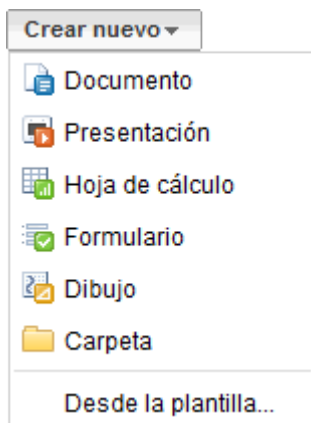 Crear nuevo
Documento
Presentación
Hoja de cálculo
Formulario
Dibujo
Carpeta
Desde la plantilla...